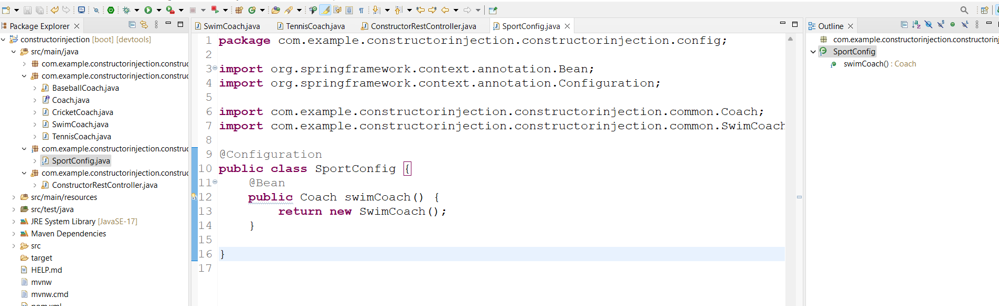 Package Explorer
constructorinjection [boot] [devtools]
src/main/java
com.example.constructorinjection.construc
com.example.constructorinjection.construc
BaseballCoach.java
Coach.java
CricketCoach.java
SwimCoach.java
TennisCoach.java
com.example.constructorinjection.construc
SportConfig.java
com.example.constructorinjection.construc
ConstructorRestController.java
src/main/resources
src/test/java
JRE System Library [JavaSE-17]
Maven Dependencies
src
target
HELP.md
mvnw
mvnw.cmd
pom.xml
SwimCoach.java TennisCoach.java ConstructorRestController.java SportConfig.java
1 package com.example.constructorinjection.constructorinjection.config;
2
3 import org.springframework.context.annotation.Bean;
4 import org.springframework.context.annotation.Configuration;
5
6 import com.example.constructorinjection.constructorinjection.common.Coach;
7 import com.example.constructorinjection.constructorinjection.common.SwimCoach
8
9 @Configuration
10 public class SportConfig {
11 @Bean
12 public Coach swimCoach() {
13 return new SwimCoach();
14 }
15
16 }
17
Outline
com.example.constructorinjection.constructorinj
SportConfig
swimCoach() : Coach